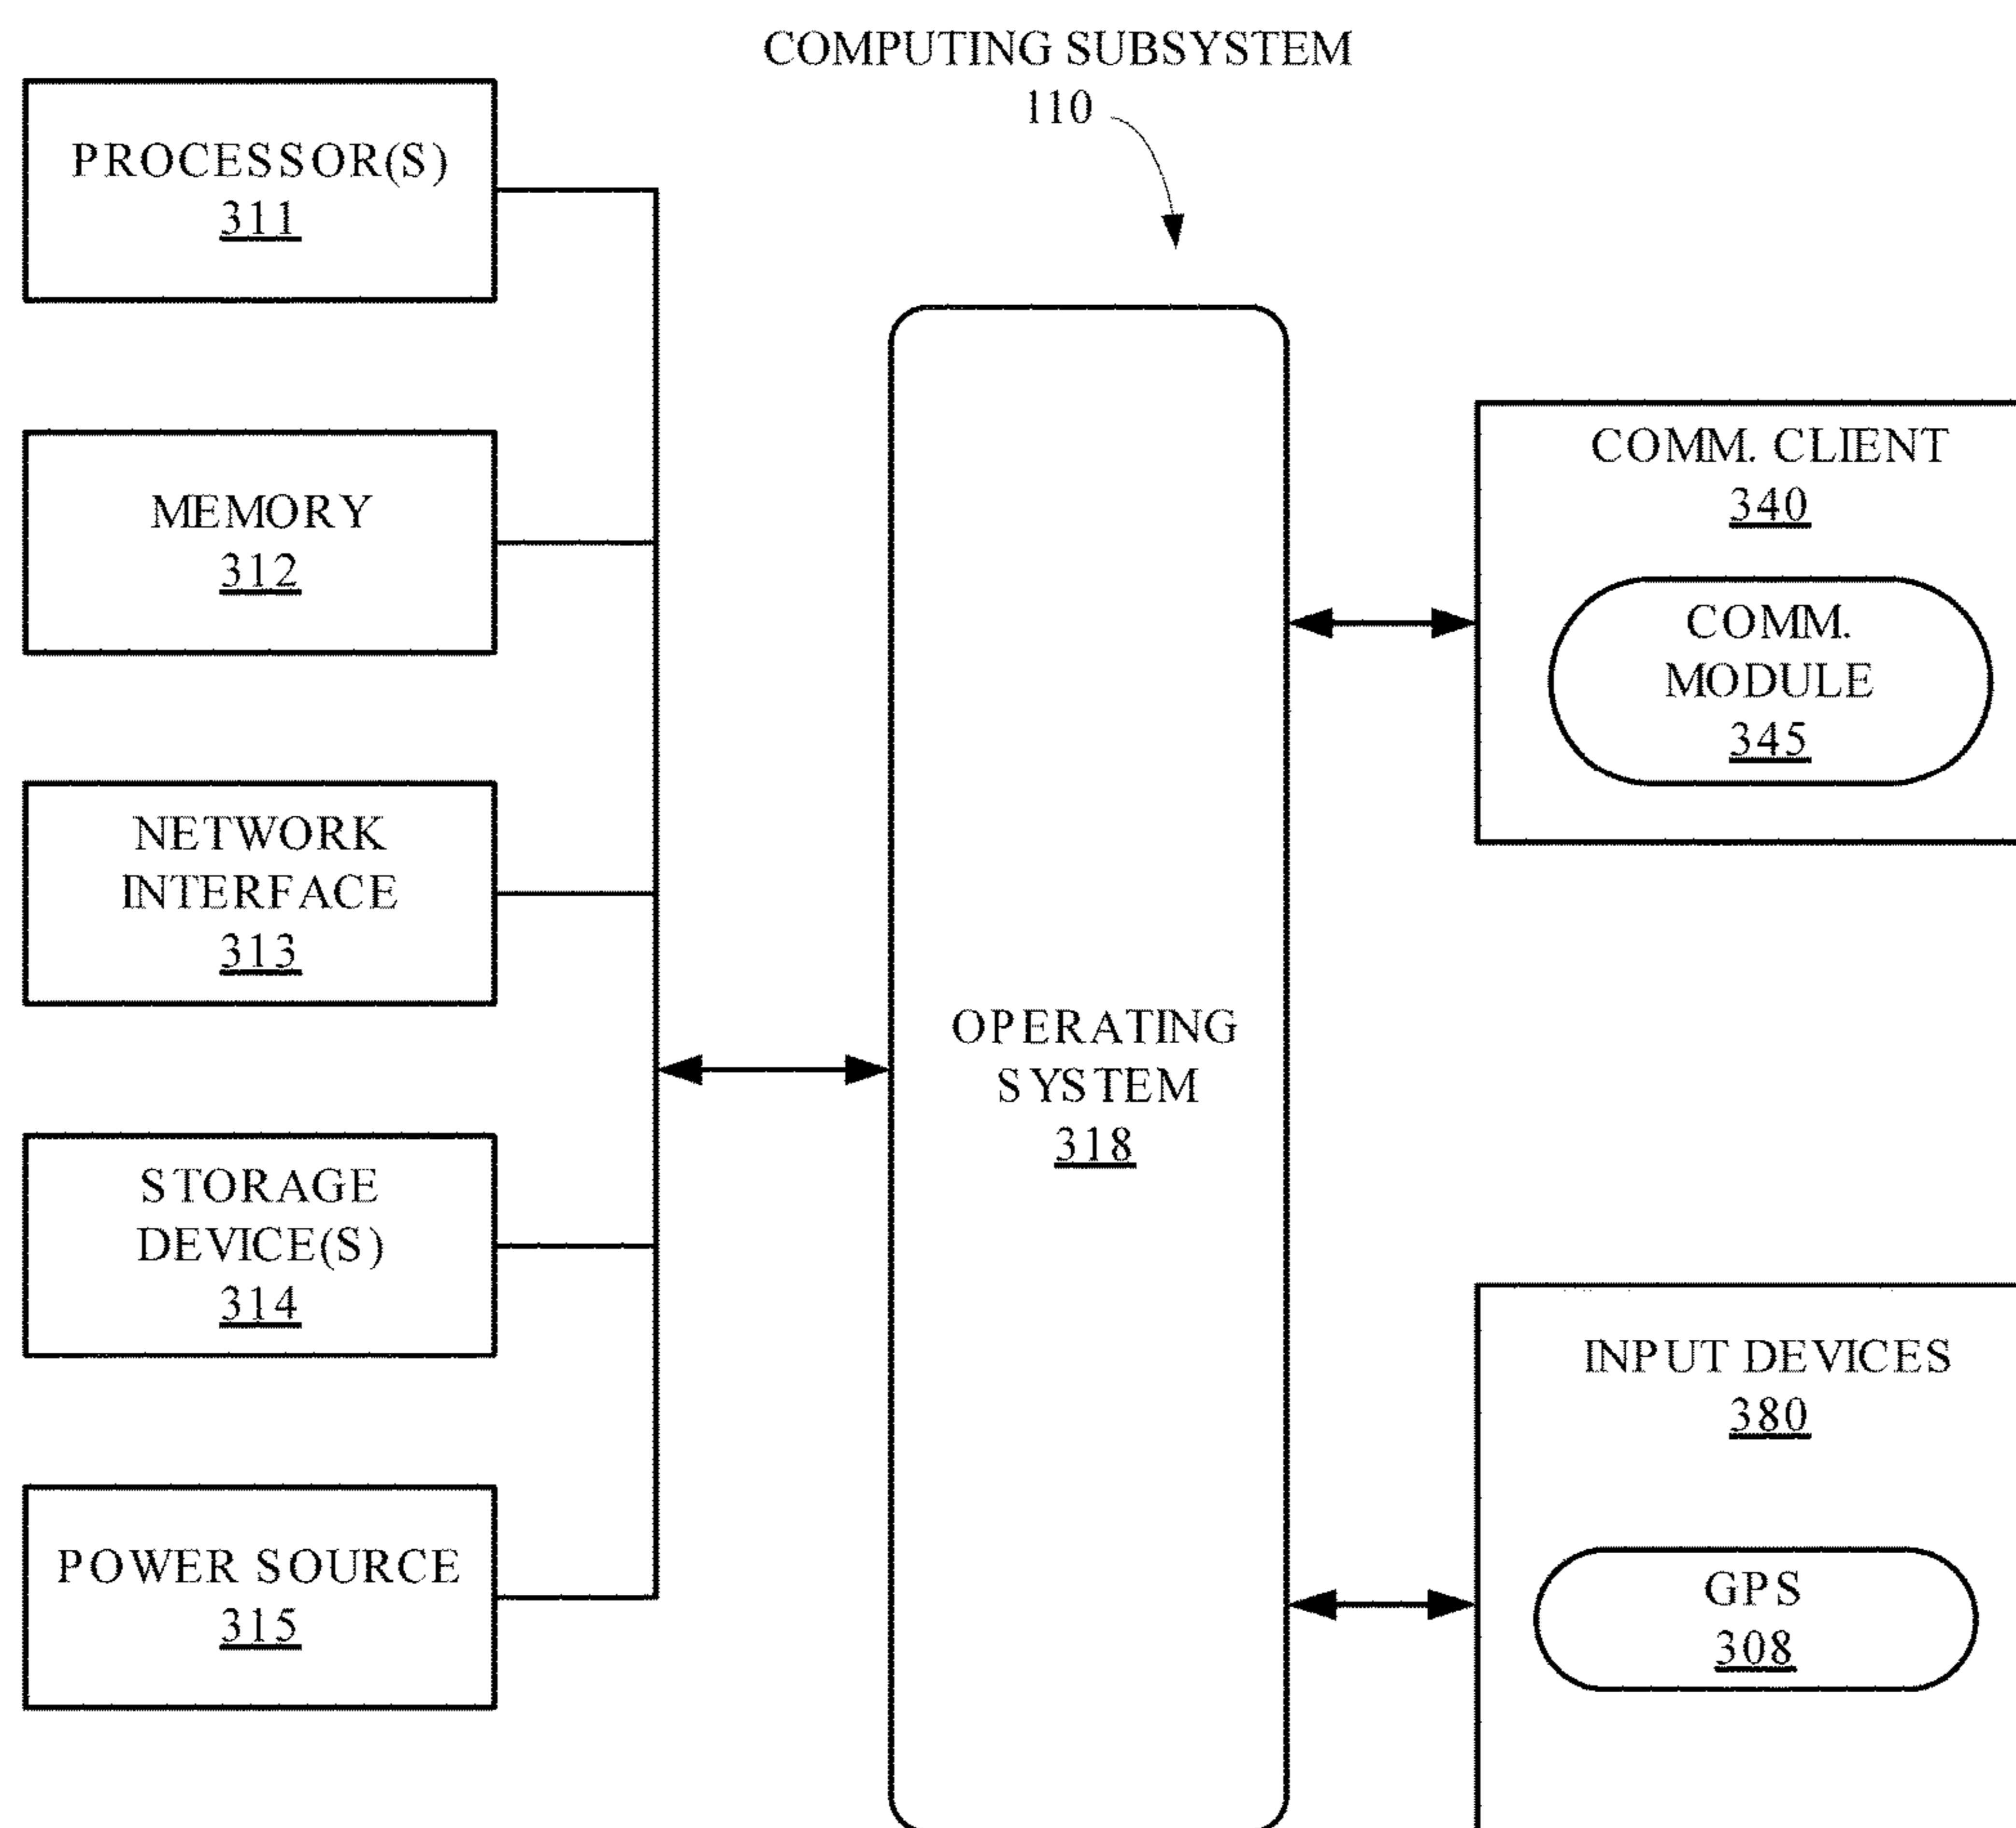 COMPUTING SUBSYSTEM
110
PROCESSOR(S)
311
MEMORY
312
NETWORK
INTERFACE
313
STORAGE
DEVICE(S)
314
POWER SOURCE
315
OPERATING
SYSTEM
318
COMM. CLIENT
340
COMM.
MODULE
345
INPUT DEVICES
380
GPS
308